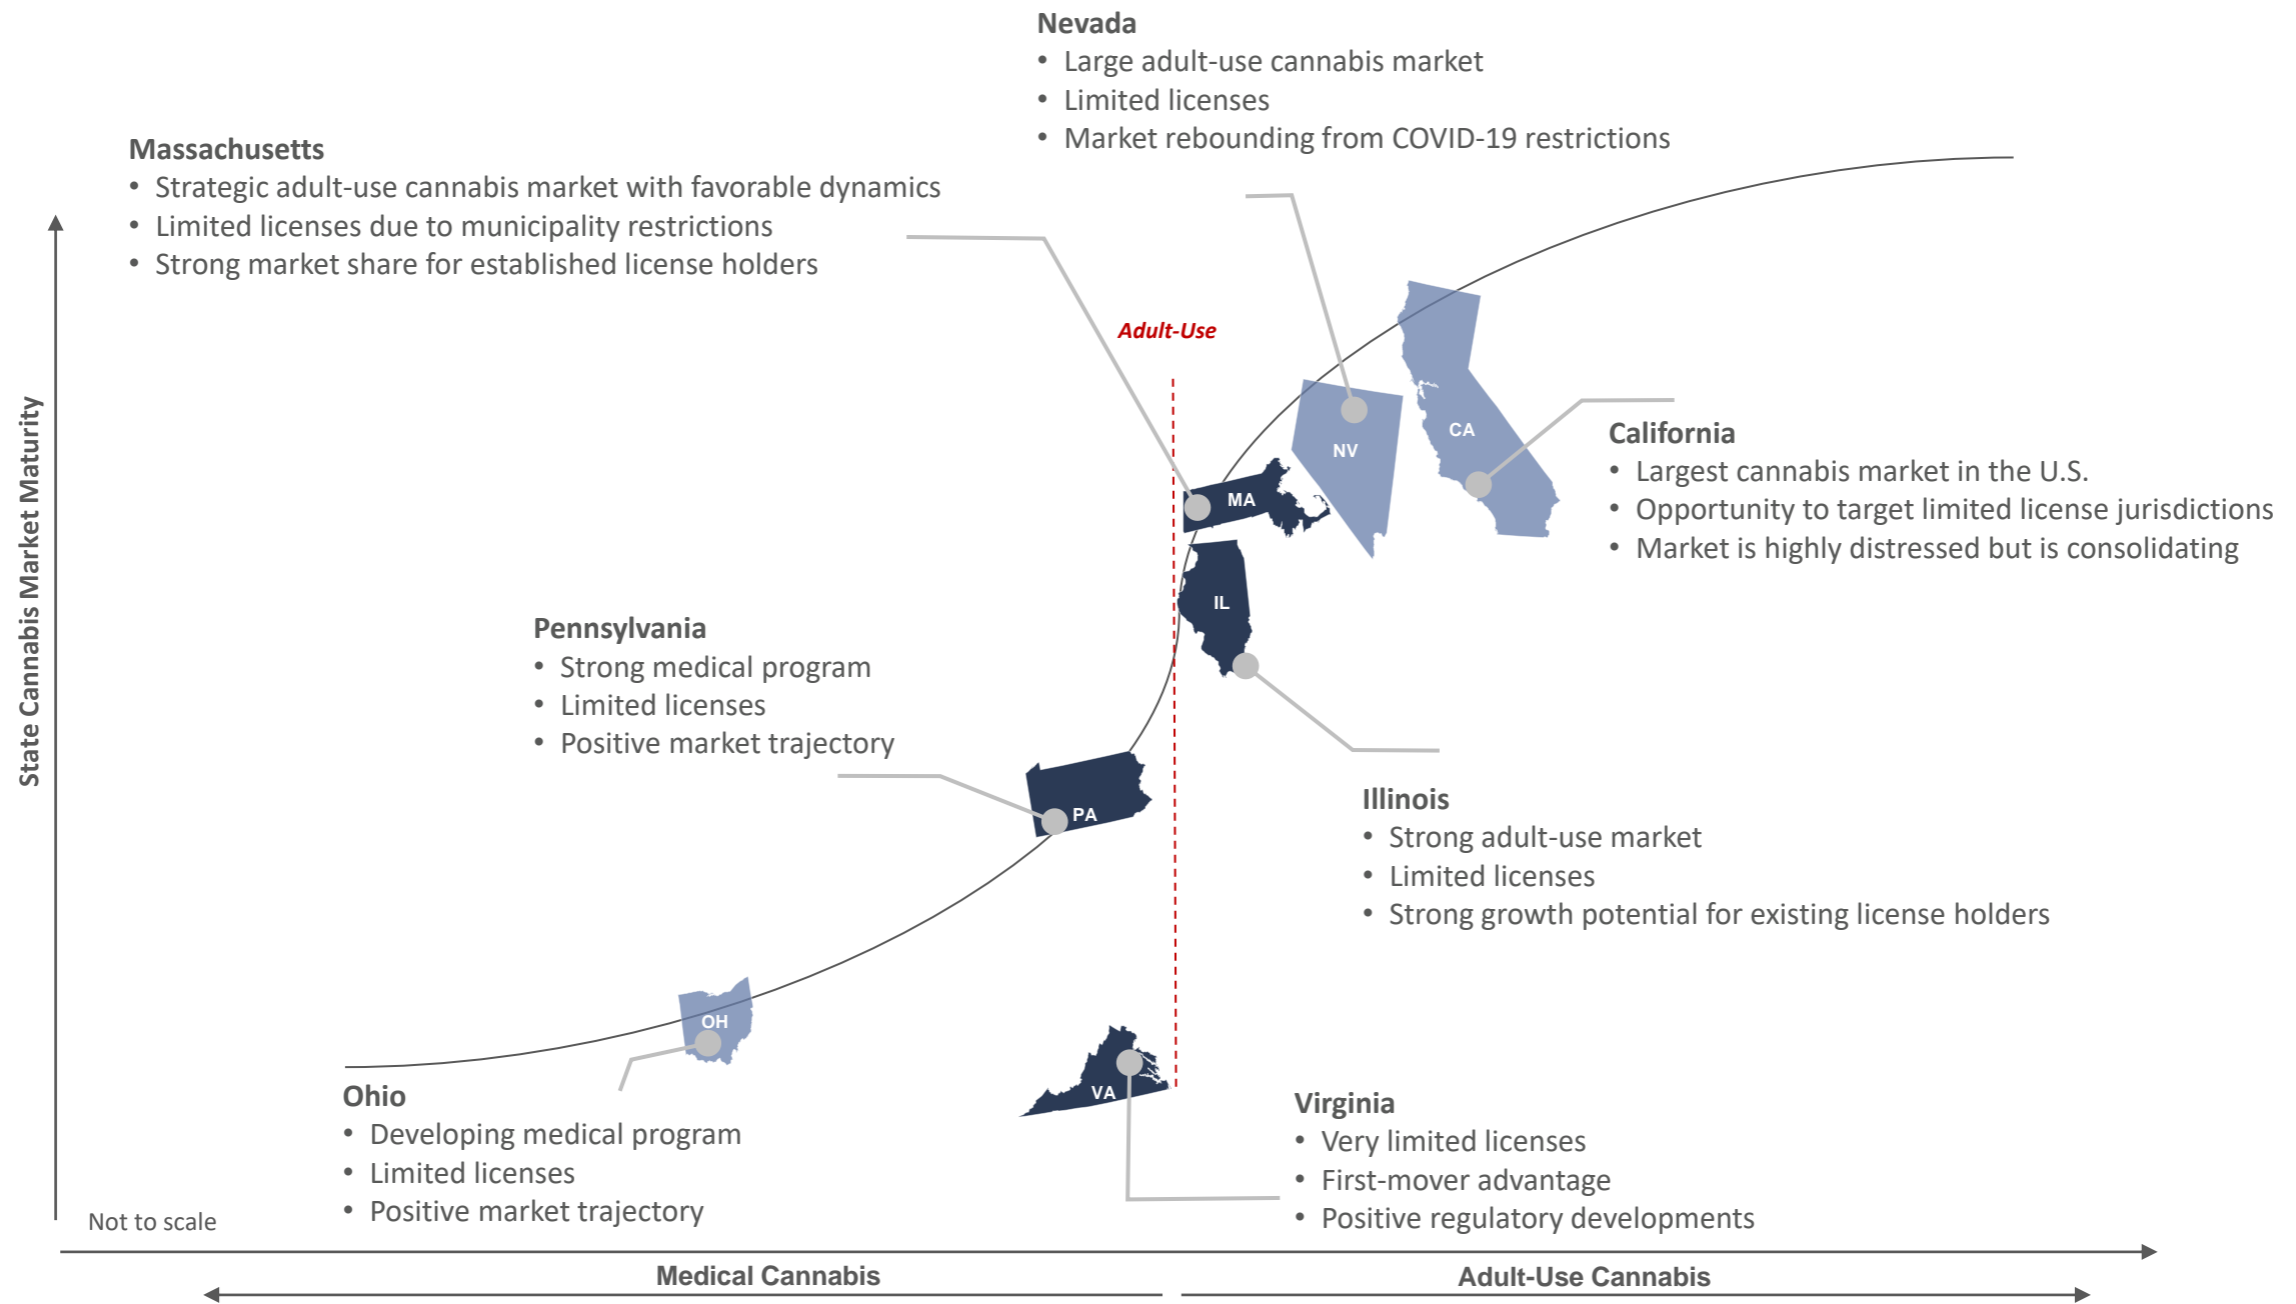 Nevada
• Large adult-use cannabis market
• Limited licenses
• Market rebounding from COVID-19 restrictions
Massachusetts
• Strategic adult-use cannabis market with favorable dynamics
• Limited licenses due to municipality restrictions
• Strong market share for established license holders
Adult-Use
State Cannabis Market Maturity
CA
NV
MA
IL
California
• Largest cannabis market in the U.S.
• Opportunity to target limited license jurisdictions
• Market is highly distressed but is consolidating
Pennsylvania
• Strong medical program
• Limited licenses
• Positive market trajectory
PA
Illinois
• Strong adult-use market
• Limited licenses
• Strong growth potential for existing license holders
OH
VA
Ohio
• Developing medical program
• Limited licenses
• Positive market trajectory
Virginia
• Very limited licenses
• First-mover advantage
• Positive regulatory developments
Not to scale
Medical Cannabis
Adult-Use Cannabis